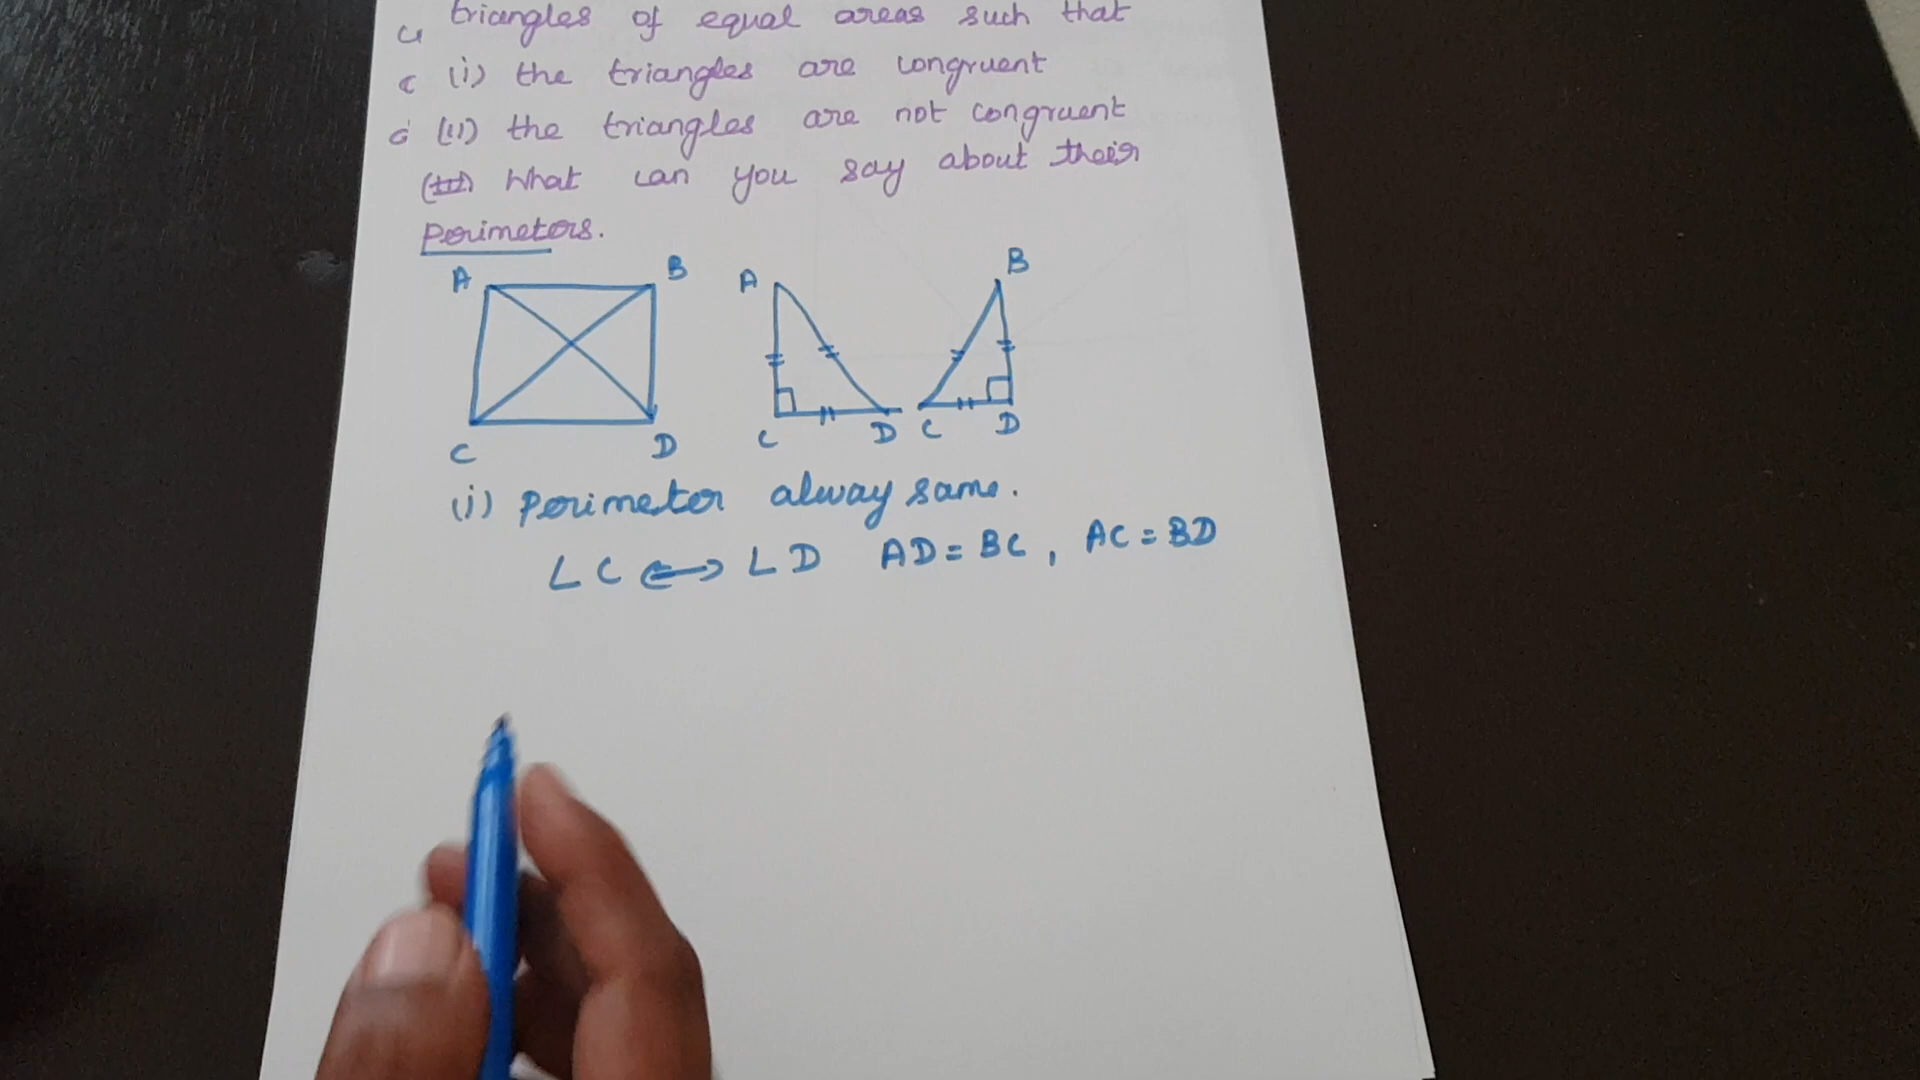 triangles of equal areas such that
(i) the triangles are congruent
(ii) the triangles are not congruent
(iii) What can you say about their
perimeters.
A B A B
C D C D C D
(i) Perimeter alway same.
∠C ⟷ ∠D AD = BC, AC = BD